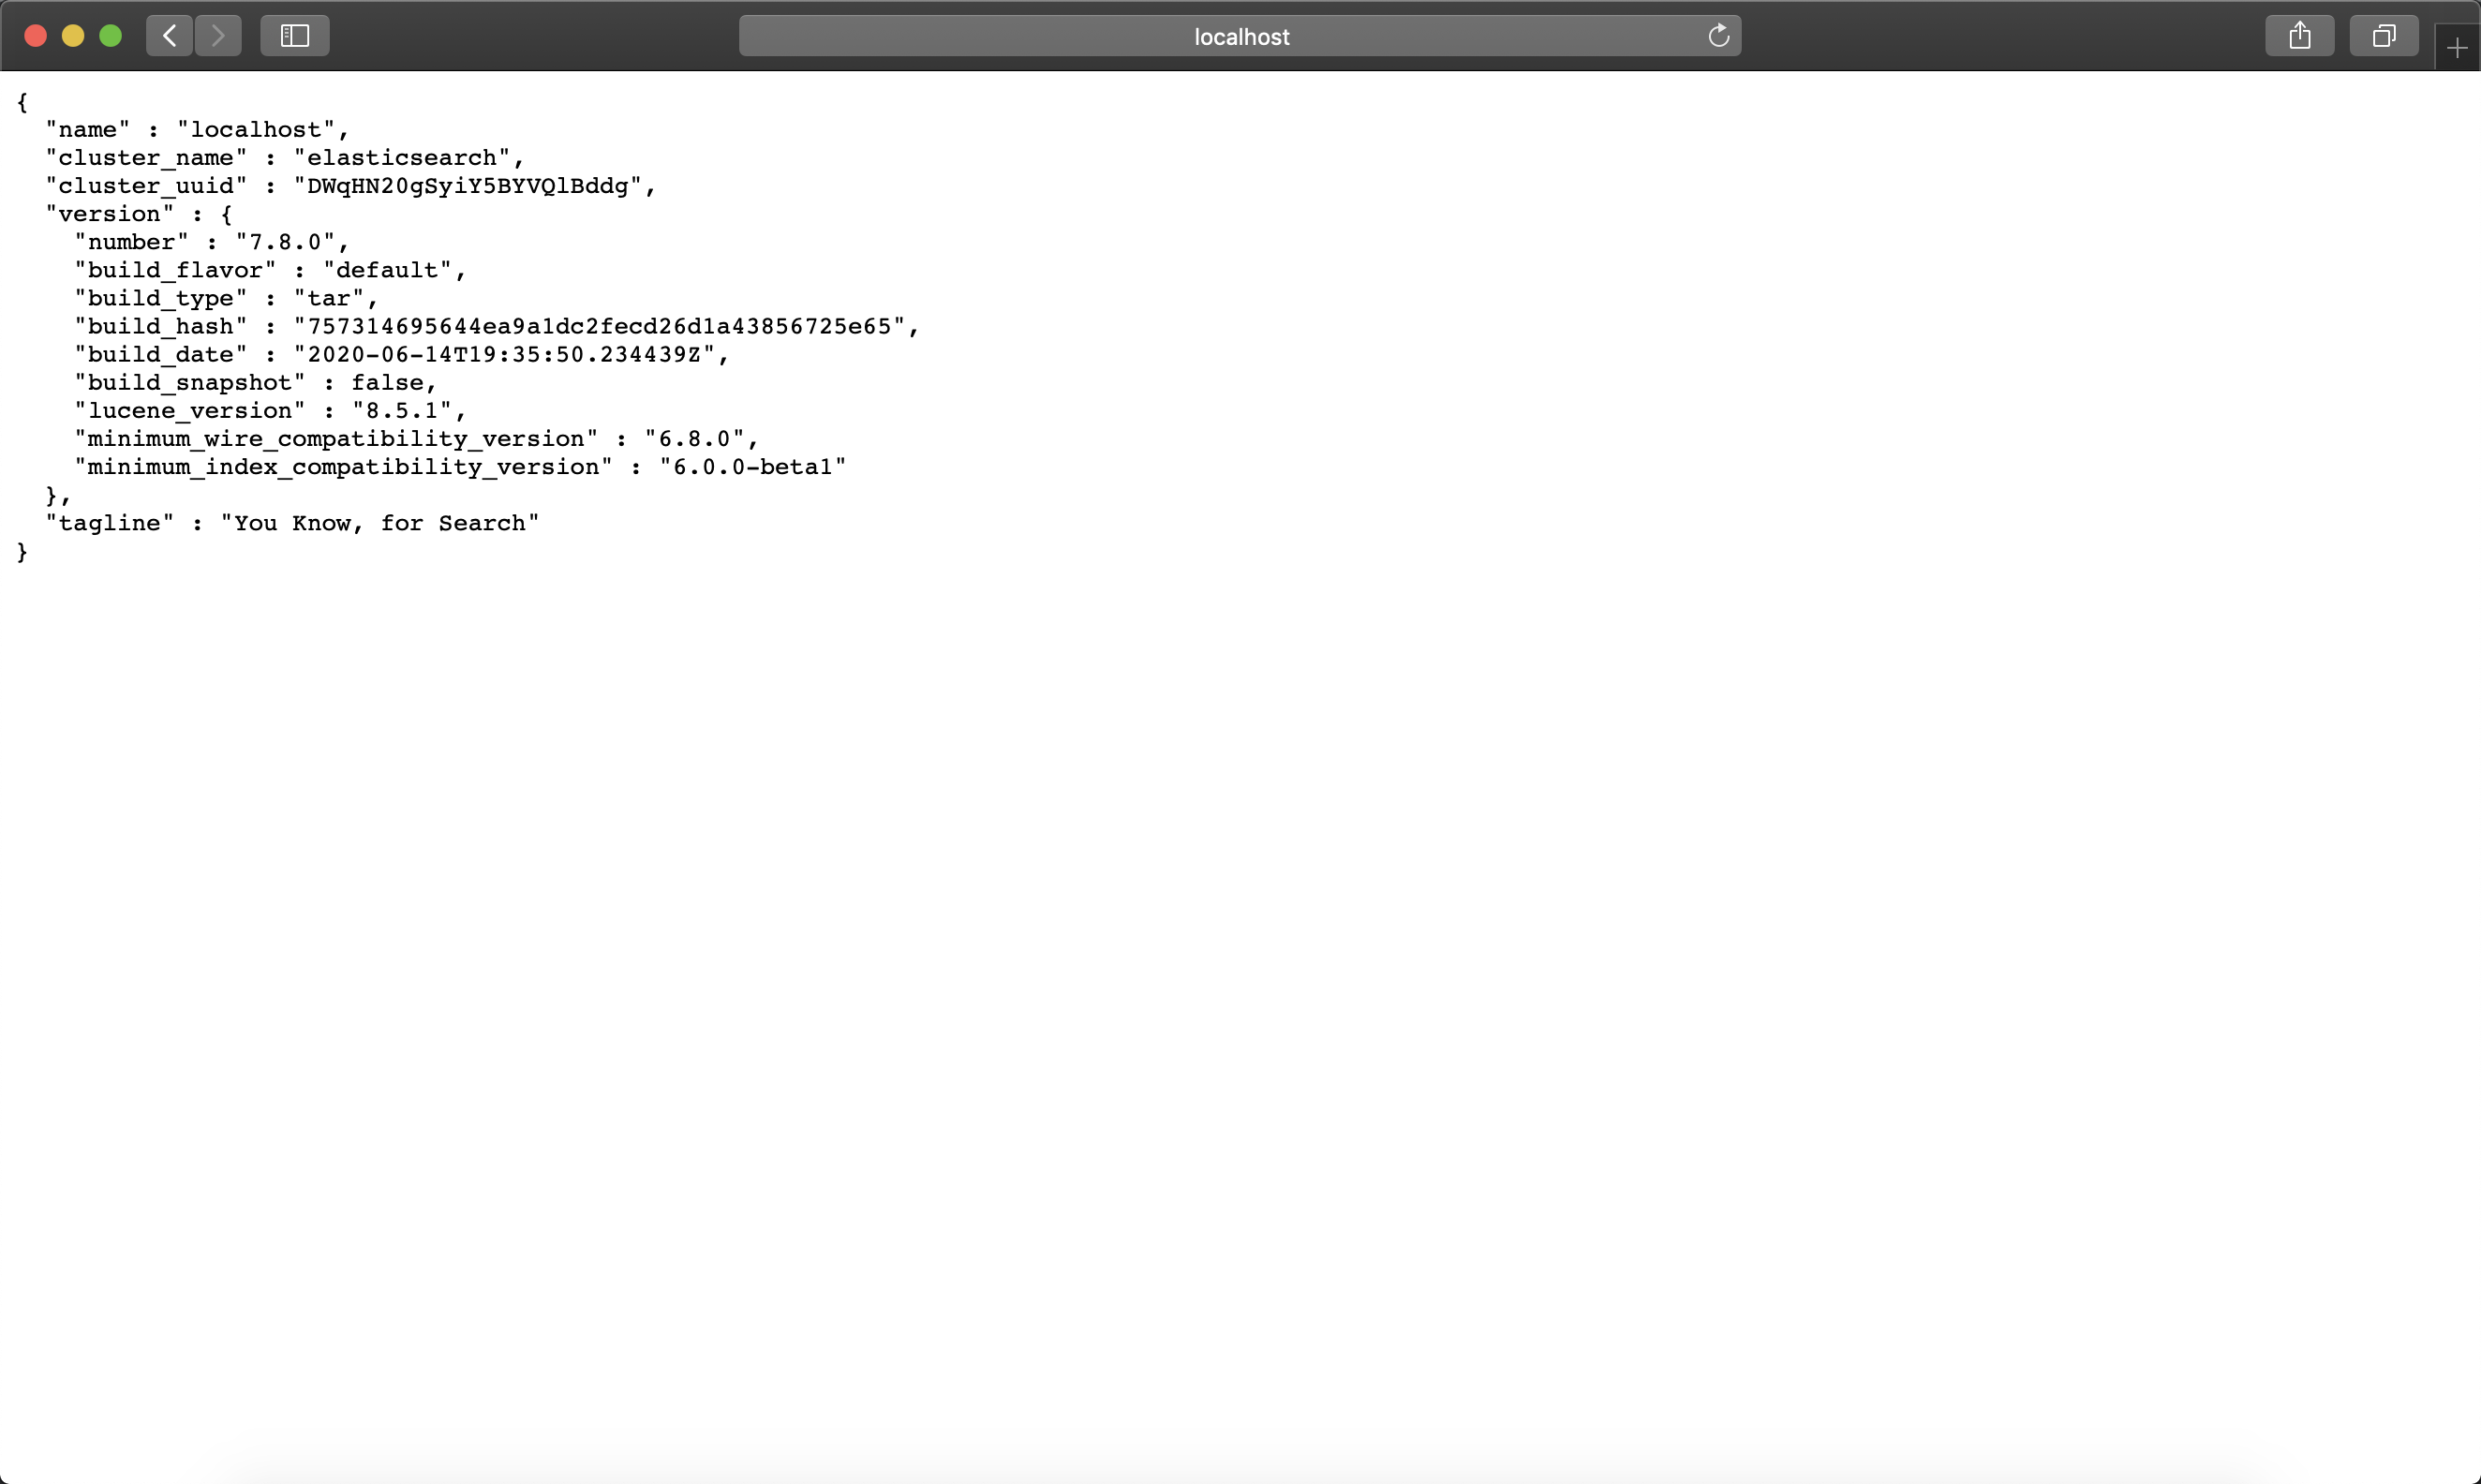 localhost
{
  "name" : "localhost",
  "cluster_name" : "elasticsearch",
  "cluster_uuid" : "DWqHN20gSyiY5BYVQlBddg",
  "version" : {
    "number" : "7.8.0",
    "build_flavor" : "default",
    "build_type" : "tar",
    "build_hash" : "757314695644ea9a1dc2fecd26d1a43856725e65",
    "build_date" : "2020-06-14T19:35:50.234439Z",
    "build_snapshot" : false,
    "lucene_version" : "8.5.1",
    "minimum_wire_compatibility_version" : "6.8.0",
    "minimum_index_compatibility_version" : "6.0.0-beta1"
  },
  "tagline" : "You Know, for Search"
}